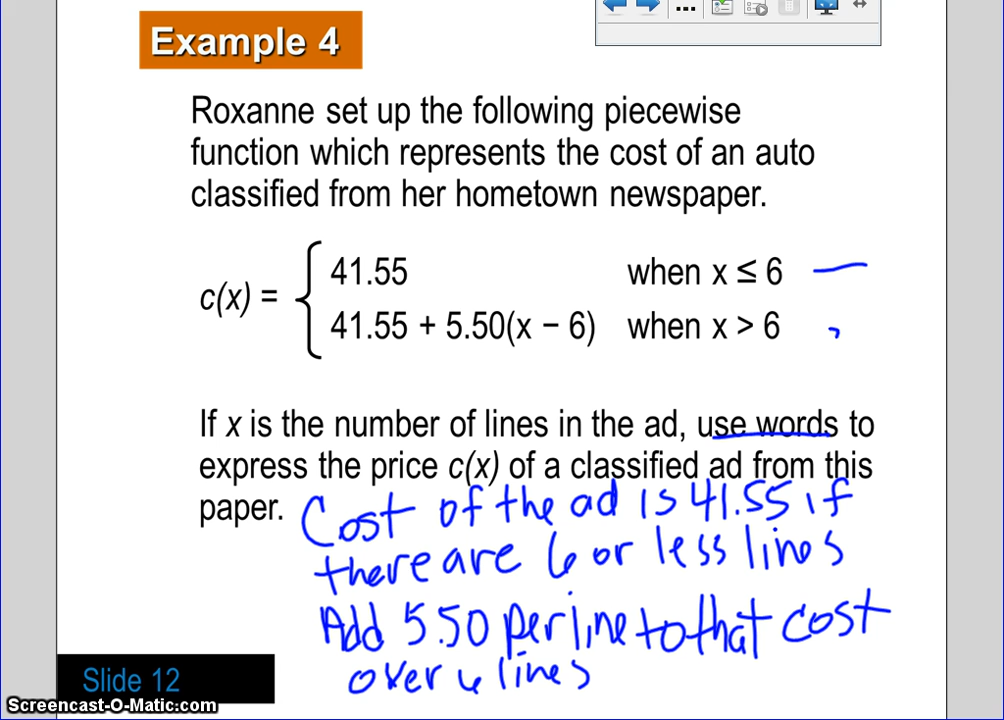 Example 4
Roxanne set up the following piecewise
function which represents the cost of an auto
classified from her hometown newspaper.
c(x) = { 41.55 when x ≤ 6
41.55 + 5.50(x − 6) when x > 6
If x is the number of lines in the ad, use words to
express the price c(x) of a classified ad from this
paper.
Cost of the ad is 41.55 if
there are 6 or less lines
Add 5.50 per line to that cost
over 6 lines
Slide 12
Screencast-O-Matic.com